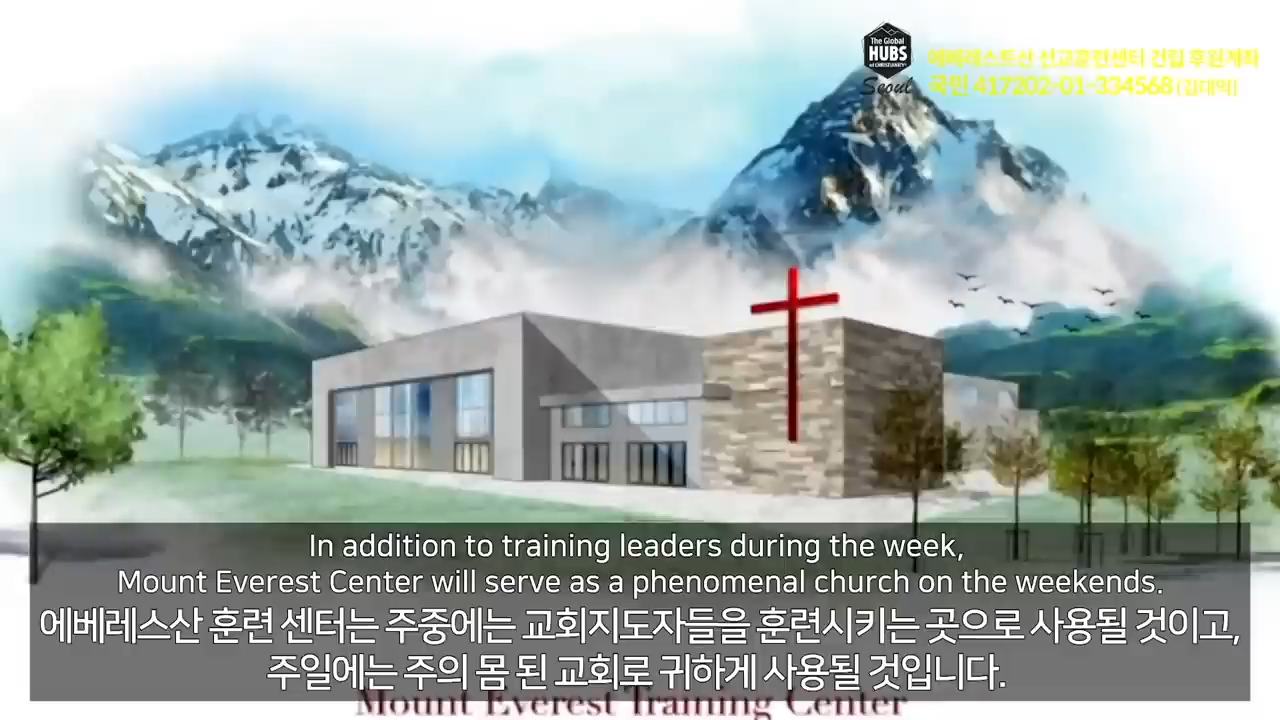 The Global
HUBS
of CHRISTIANITY
Seoul
에베레스트산 선교훈련센터 건립 후원계좌
국민 417202-01-334568 (김대덕)
In addition to training leaders during the week,
Mount Everest Center will serve as a phenomenal church on the weekends.
에베레스산 훈련 센터는 주중에는 교회지도자들을 훈련시키는 곳으로 사용될 것이고,
주일에는 주의 몸 된 교회로 귀하게 사용될 것입니다.
Mount Everest Training Center